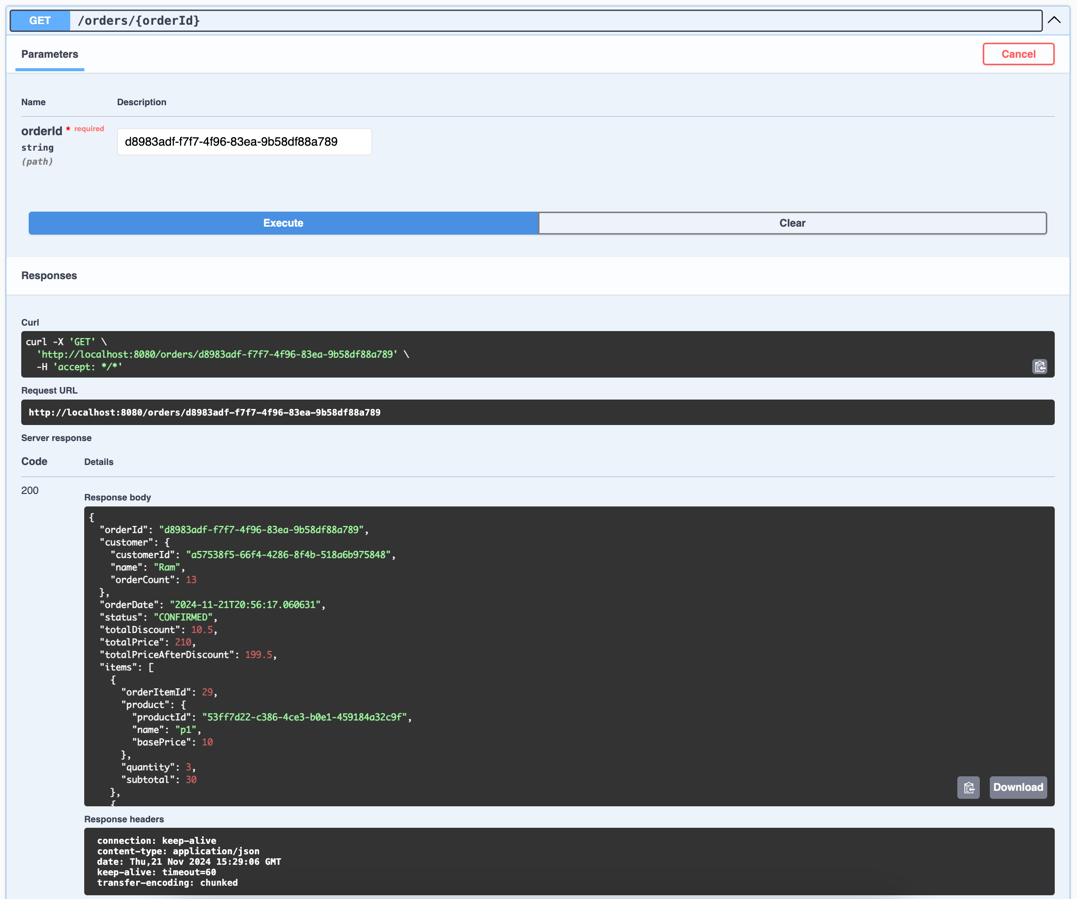 GET /orders/{orderId}
Parameters
Cancel
Name Description
orderId * required
string
(path)
d8983adf-f7f7-4f96-83ea-9b58df88a789
Execute Clear
Responses
Curl
curl -X 'GET' \
'http://localhost:8080/orders/d8983adf-f7f7-4f96-83ea-9b58df88a789' \
-H 'accept: */*'
Request URL
http://localhost:8080/orders/d8983adf-f7f7-4f96-83ea-9b58df88a789
Server response
Code Details
200
Response body
{
"orderId": "d8983adf-f7f7-4f96-83ea-9b58df88a789",
"customer": {
"customerId": "a57538f5-66f4-4286-8f4b-518a6b975848",
"name": "Ram",
"orderCount": 13
},
"orderDate": "2024-11-21T20:56:17.060631",
"status": "CONFIRMED",
"totalDiscount": 10.5,
"totalPrice": 210,
"totalPriceAfterDiscount": 199.5,
"items": [
{
"orderItemId": 29,
"product": {
"productId": "53ff7d22-c386-4ce3-b0e1-459184a32c9f",
"name": "p1",
"basePrice": 10
},
"quantity": 3,
"subtotal": 30
},
{
Download
Response headers
connection: keep-alive
content-type: application/json
date: Thu,21 Nov 2024 15:29:06 GMT
keep-alive: timeout=60
transfer-encoding: chunked